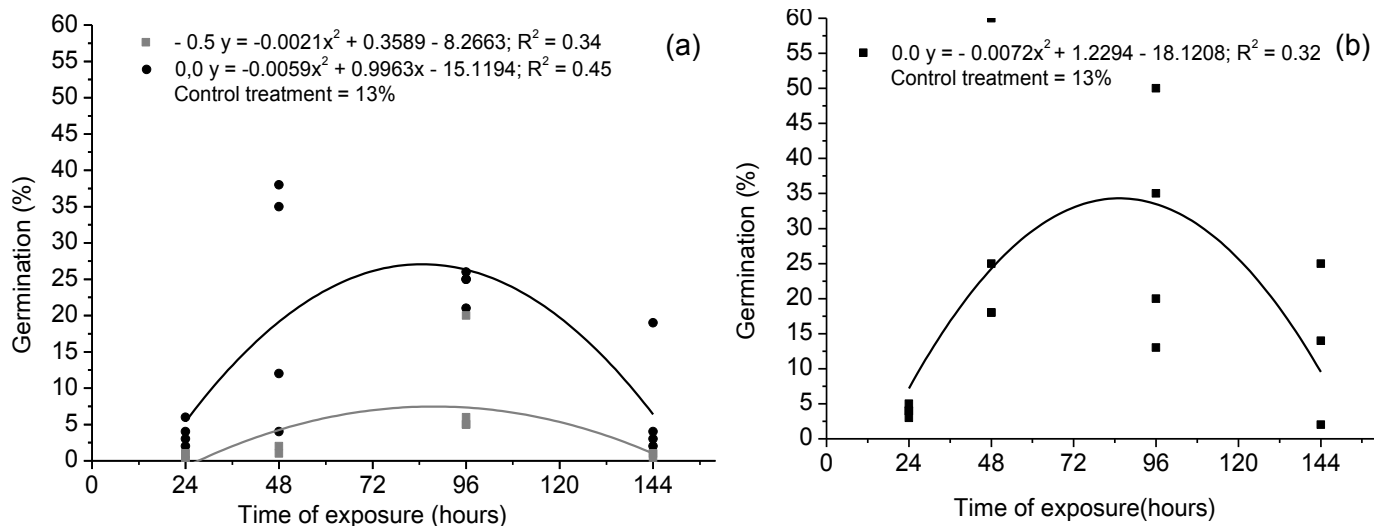 (a)
- 0.5 y = -0.0021x² + 0.3589 - 8.2663; R² = 0.34
0,0 y = -0.0059x² + 0.9963x - 15.1194; R² = 0.45
Control treatment = 13%
60
55
50
45
40
35
30
25
20
15
10
5
0
Germination (%)
0 24 48 72 96 120 144
Time of exposure (hours)
(b)
0.0 y = - 0.0072x² + 1.2294 - 18.1208; R² = 0.32
Control treatment = 13%
60
55
50
45
40
35
30
25
20
15
10
5
0
Germination (%)
0 24 48 72 96 120 144
Time of exposure(hours)